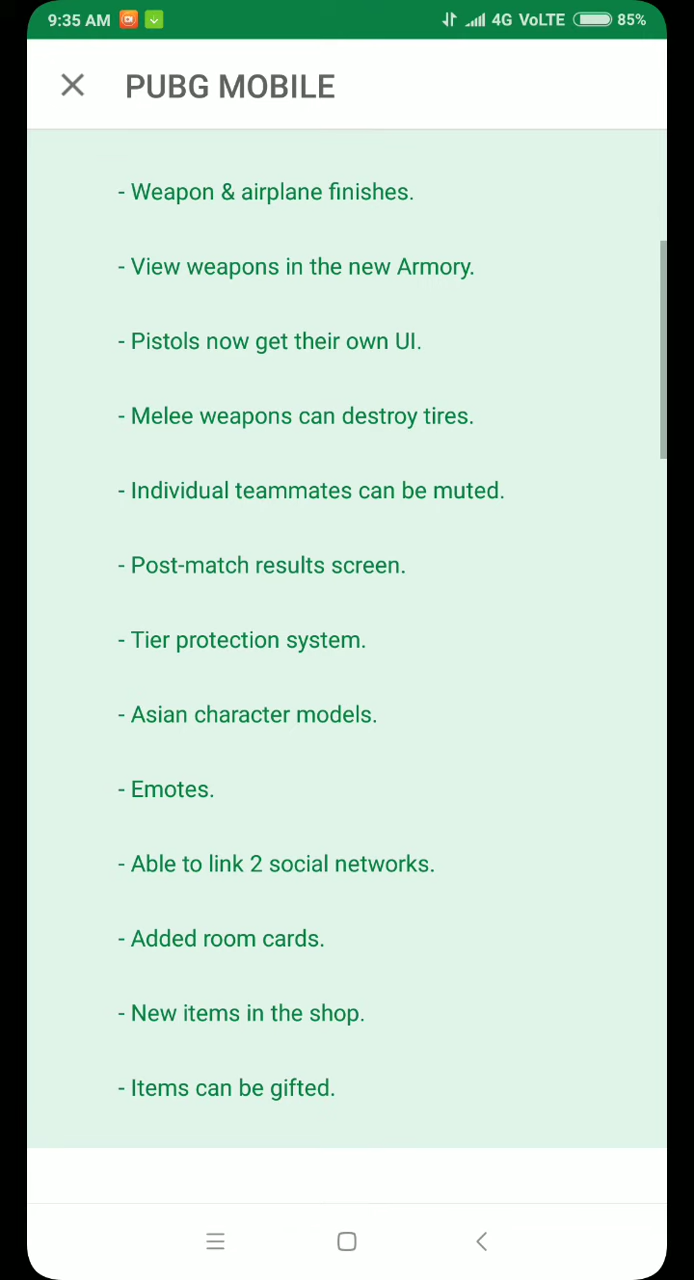 9:35 AM 4G VoLTE 85%
PUBG MOBILE
- Weapon & airplane finishes.
- View weapons in the new Armory.
- Pistols now get their own UI.
- Melee weapons can destroy tires.
- Individual teammates can be muted.
- Post-match results screen.
- Tier protection system.
- Asian character models.
- Emotes.
- Able to link 2 social networks.
- Added room cards.
- New items in the shop.
- Items can be gifted.